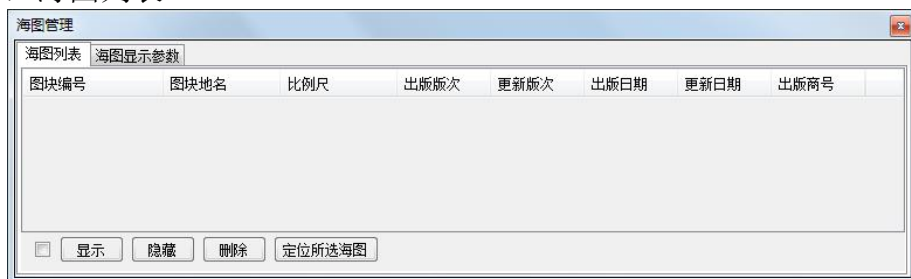 海图管理
海图列表 海图显示参数
图块编号 图块地名 比例尺 出版版次 更新版次 出版日期 更新日期 出版商号
显示 隐藏 删除 定位所选海图